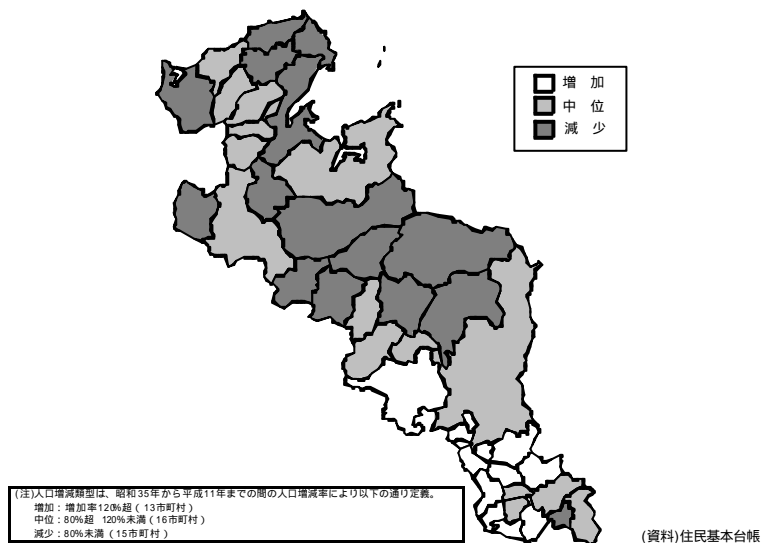 増 加
中 位
減 少
(注)人口増減類型は、昭和35年から平成11年までの間の人口増減率により以下の通り定義。
増加：増加率120%超（13市町村）
中位：80%超 120%未満（16市町村）
減少：80%未満（15市町村）
(資料)住民基本台帳